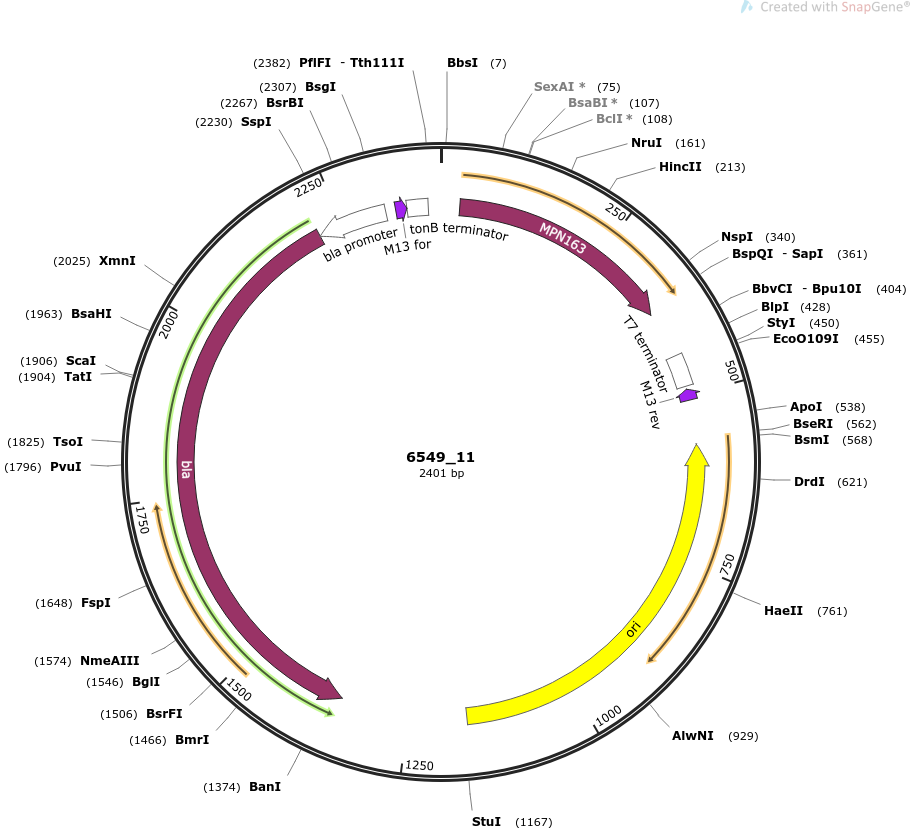 Created with SnapGene®
(2382) PflFI - Tth111I
BbsI (7)
(2307) BsgI
SexAI * (75)
(2267) BsrBI
BsaBI * (107)
(2230) SspI
BclI * (108)
NruI (161)
HincII (213)
2250
250
bla promoter
M13 for
tonB terminator
MPN163
NspI (340)
BspQI - SapI (361)
(2025) XmnI
BbvCI - Bpu10I (404)
BlpI (428)
(1963) BsaHI
2000
StyI (450)
EcoO109I (455)
T7 terminator
(1906) ScaI
(1904) TatI
500
M13 rev
ApoI (538)
BseRI (562)
(1825) TsoI
BsmI (568)
6549_11
2401 bp
(1796) PvuI
bla
DrdI (621)
1750
750
(1648) FspI
HaeII (761)
ori
(1574) NmeAIII
(1546) BglI
1500
(1506) BsrFI
1000
(1466) BmrI
AlwNI (929)
1250
(1374) BanI
StuI (1167)